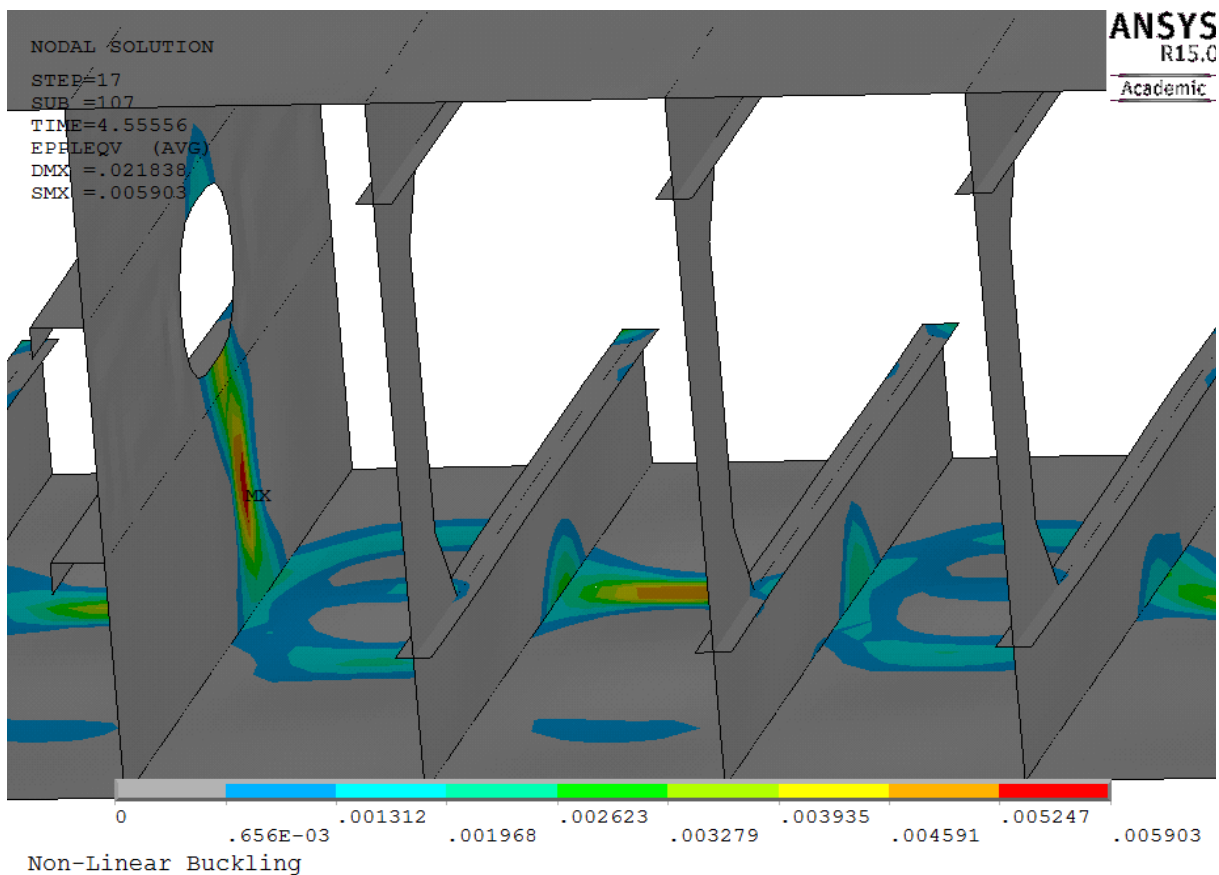 ANSYS
R15.0
Academic
NODAL SOLUTION
STEP=17
SUB =107
TIME=4.55556
EPPLEQV (AVG)
DMX =.021838
SMX =.005903
MX
0 .001312 .002623 .003935 .005247
.656E-03 .001968 .003279 .004591 .005903
Non-Linear Buckling